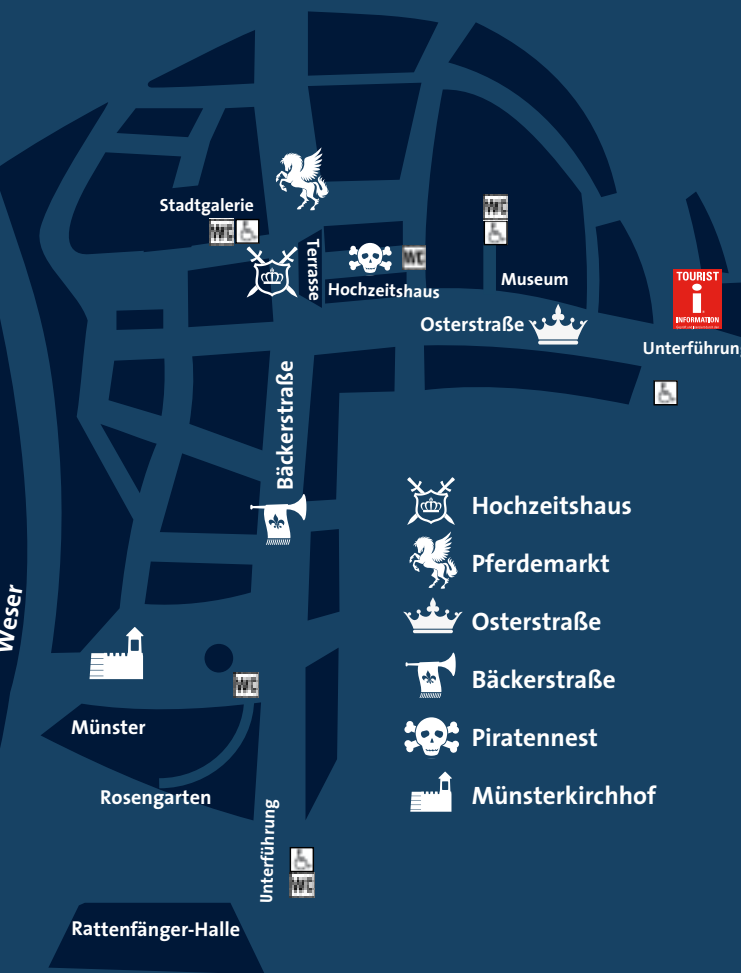 Stadtgalerie
WC
WC
Terrasse
WC
Hochzeitshaus
Museum
TOURIST
i
INFORMATION
Osterstraße
Unterführung
Bäckerstraße
Hochzeitshaus
Pferdemarkt
Osterstraße
Bäckerstraße
Piratennest
Münsterkirchhof
Weser
WC
Münster
Rosengarten
Unterführung
WC
Rattenfänger-Halle